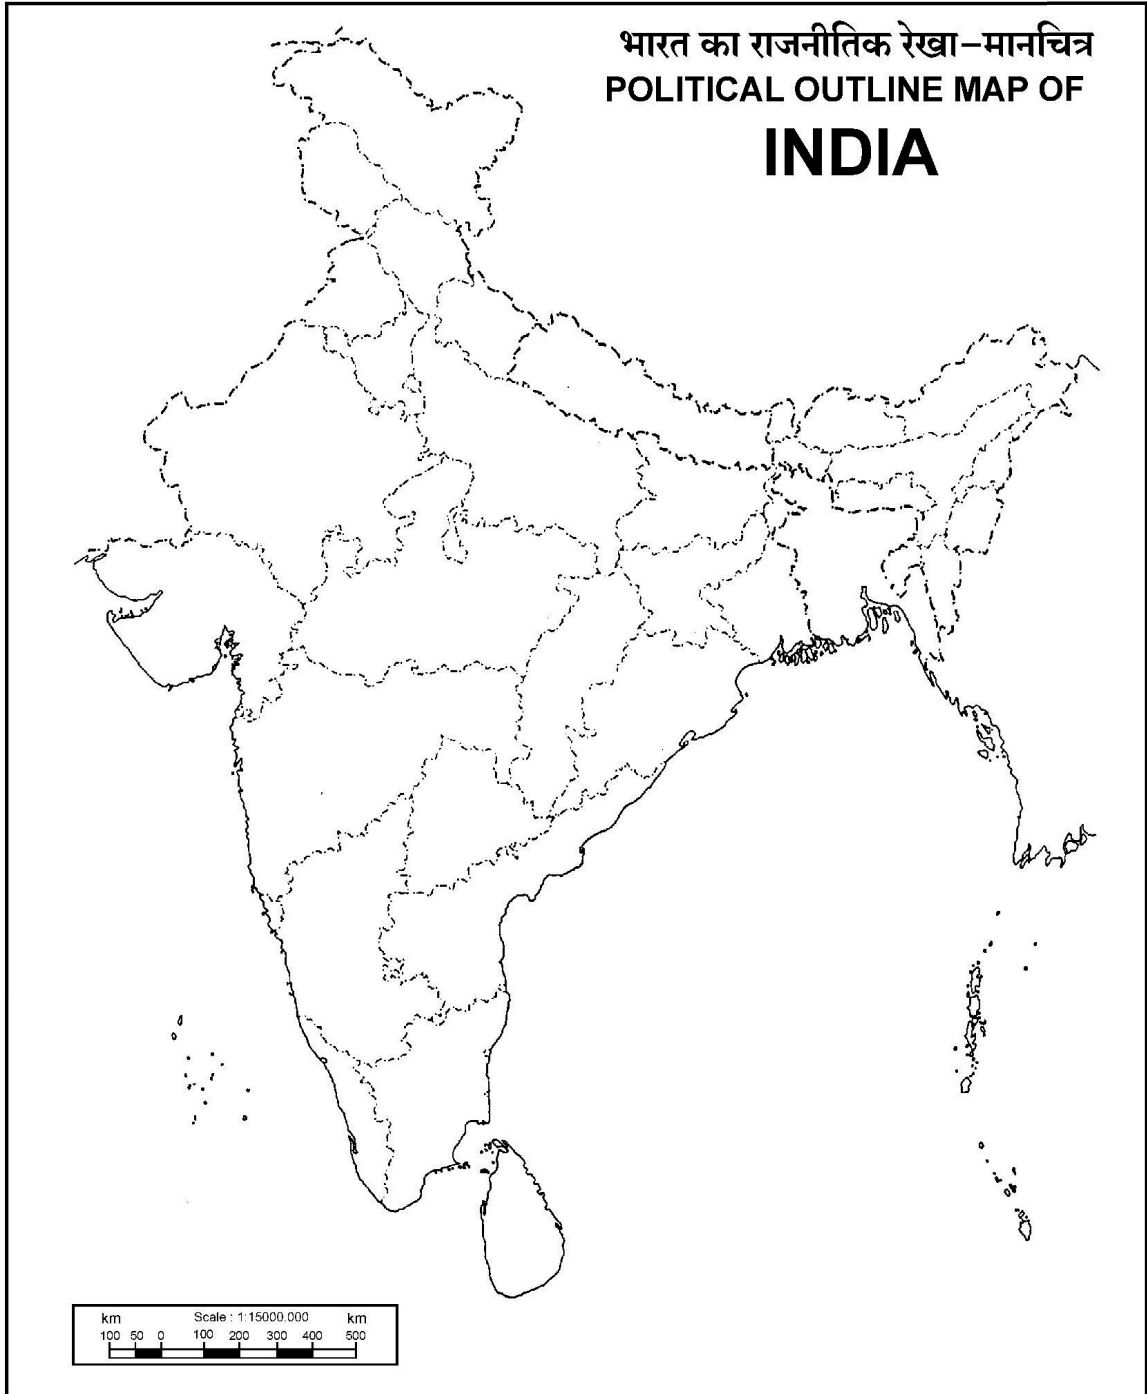 भारत का राजनीतिक रेखा-मानचित्र
POLITICAL OUTLINE MAP OF
INDIA
km Scale : 1:15000.000 km
100 50 0 100 200 300 400 500